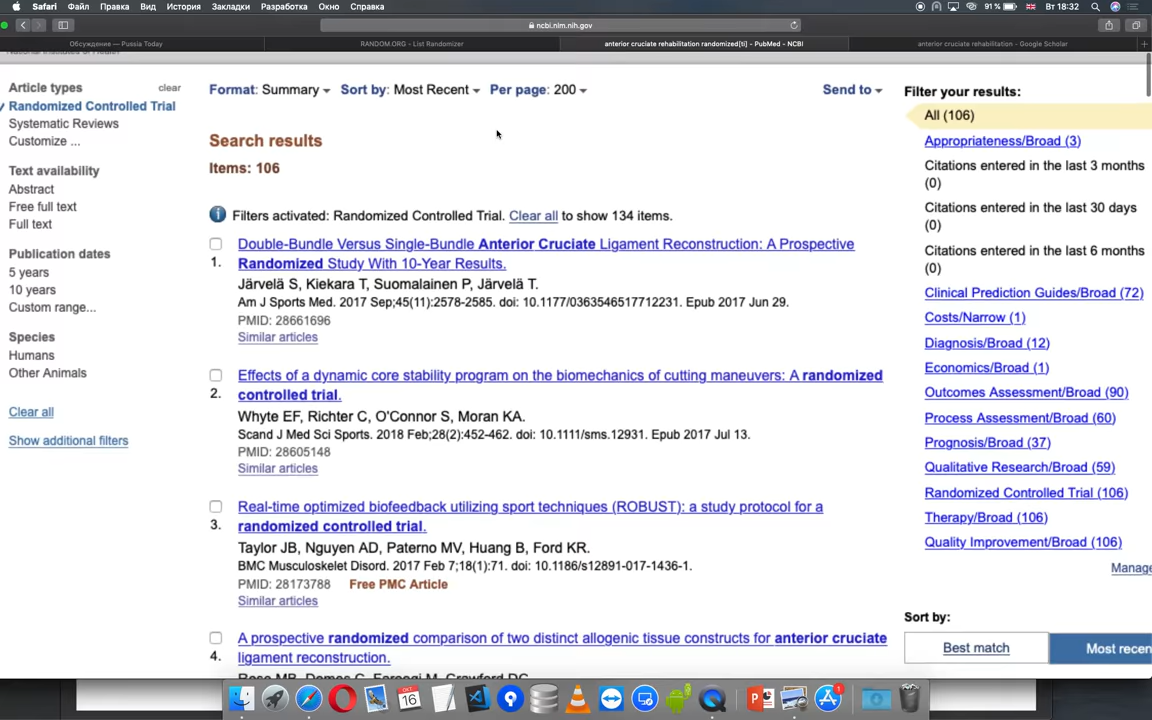 Safari Файл Правка Вид История Закладки Разработка Окно Справка 91 % Вт 18:32
ncbi.nlm.nih.gov
Обсуждение — Pussia Today RANDOM.ORG - List Randomizer anterior cruciate rehabilitation randomized[ti] - PubMed - NCBI anterior cruciate rehabilitation - Google Scholar
Article types clear
Randomized Controlled Trial
Systematic Reviews
Customize ...
Text availability
Abstract
Free full text
Full text
Publication dates
5 years
10 years
Custom range...
Species
Humans
Other Animals
Clear all
Show additional filters
Format: Summary Sort by: Most Recent Per page: 200 Send to
Search results
Items: 106
Filters activated: Randomized Controlled Trial. Clear all to show 134 items.
Double-Bundle Versus Single-Bundle Anterior Cruciate Ligament Reconstruction: A Prospective
1. Randomized Study With 10-Year Results.
Järvelä S, Kiekara T, Suomalainen P, Järvelä T.
Am J Sports Med. 2017 Sep;45(11):2578-2585. doi: 10.1177/0363546517712231. Epub 2017 Jun 29.
PMID: 28661696
Similar articles
Effects of a dynamic core stability program on the biomechanics of cutting maneuvers: A randomized
2. controlled trial.
Whyte EF, Richter C, O'Connor S, Moran KA.
Scand J Med Sci Sports. 2018 Feb;28(2):452-462. doi: 10.1111/sms.12931. Epub 2017 Jul 13.
PMID: 28605148
Similar articles
Real-time optimized biofeedback utilizing sport techniques (ROBUST): a study protocol for a
3. randomized controlled trial.
Taylor JB, Nguyen AD, Paterno MV, Huang B, Ford KR.
BMC Musculoskelet Disord. 2017 Feb 7;18(1):71. doi: 10.1186/s12891-017-1436-1.
PMID: 28173788 Free PMC Article
Similar articles
A prospective randomized comparison of two distinct allogenic tissue constructs for anterior cruciate
4. ligament reconstruction.
Filter your results:
All (106)
Appropriateness/Broad (3)
Citations entered in the last 3 months
(0)
Citations entered in the last 30 days
(0)
Citations entered in the last 6 months
(0)
Clinical Prediction Guides/Broad (72)
Costs/Narrow (1)
Diagnosis/Broad (12)
Economics/Broad (1)
Outcomes Assessment/Broad (90)
Process Assessment/Broad (60)
Prognosis/Broad (37)
Qualitative Research/Broad (59)
Randomized Controlled Trial (106)
Therapy/Broad (106)
Quality Improvement/Broad (106)
Manage
Sort by:
Best match Most recen
ОКТ
16
1